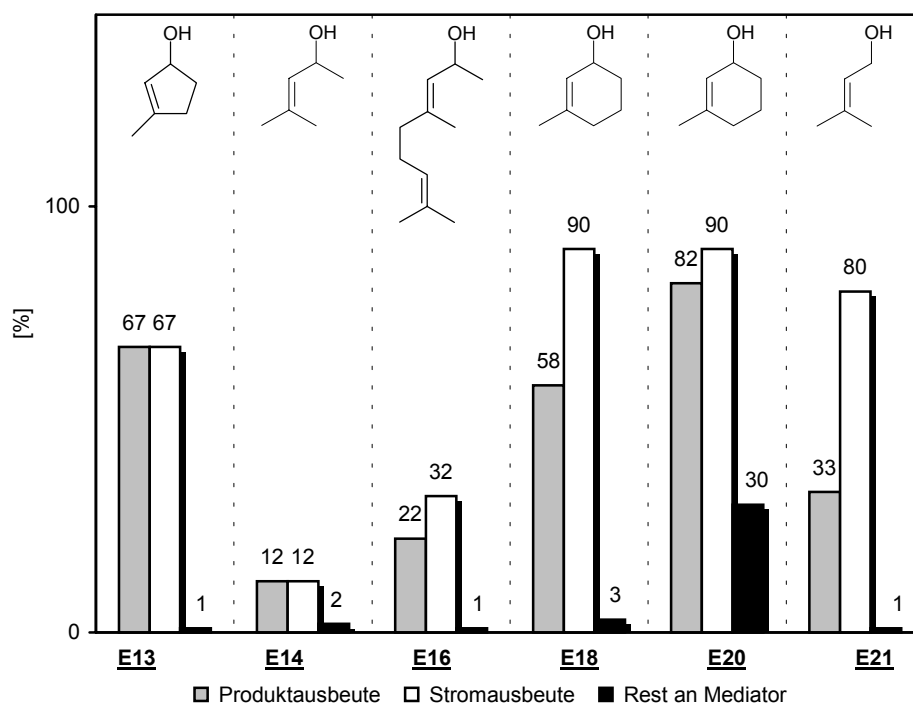 OH OH OH OH OH OH
100
[%]
67 67 1
12 12 2
22 32 1
58 90 3
82 90 30
33 80 1
0
E13 E14 E16 E18 E20 E21
Produktausbeute Stromausbeute Rest an Mediator